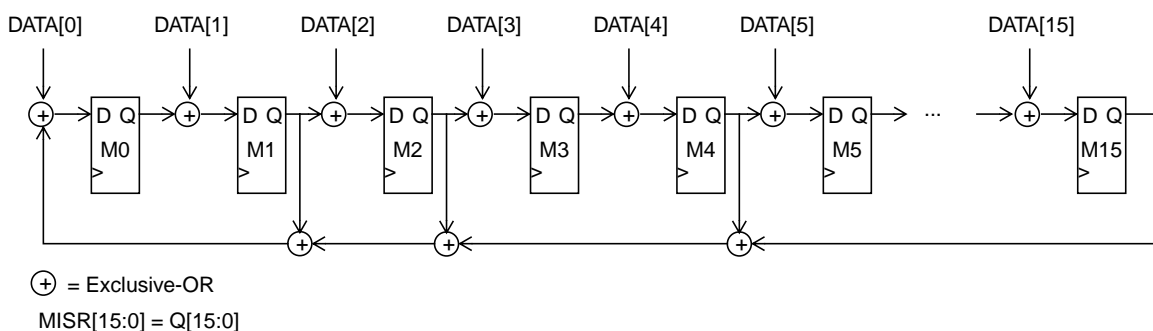 DATA[0] DATA[1] DATA[2] DATA[3] DATA[4] DATA[5] DATA[15]
+ D Q + D Q + D Q + D Q + D Q + D Q ... + D Q
M0 M1 M2 M3 M4 M5 M15
> > > > > > >
+ + +
+ = Exclusive-OR
MISR[15:0] = Q[15:0]